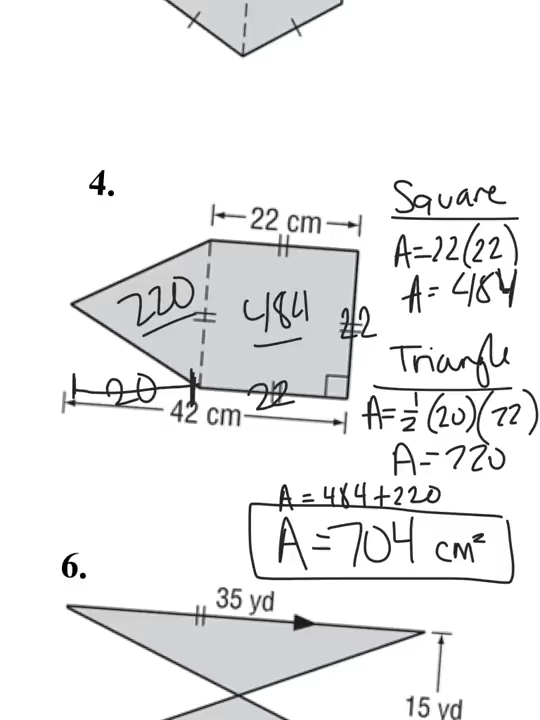 4.
22 cm
220
484
22
20
22
42 cm
Square
A=22(22)
A=484
Triangle
A=½(20)(22)
A=220
A=484+220
A=704 cm²
6.
35 yd
15 yd